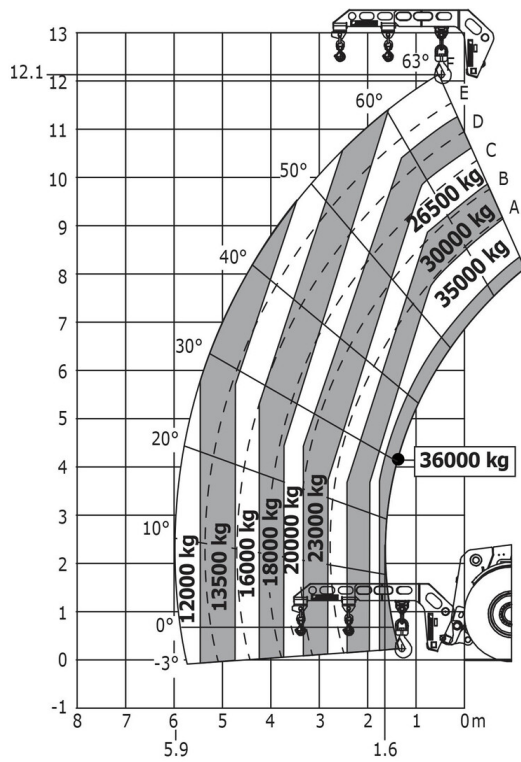 13
12.1
12
11
10
9
8
7
6
5
4
3
2
1
0
-1
63°
60°
50°
40°
30°
20°
10°
0°
-3°
F
E
D
C
B
A
26500 kg
30000 kg
35000 kg
36000 kg
12000 kg
13500 kg
16000 kg
18000 kg
20000 kg
23000 kg
8 7 6 5 4 3 2 1 0m
5.9 1.6